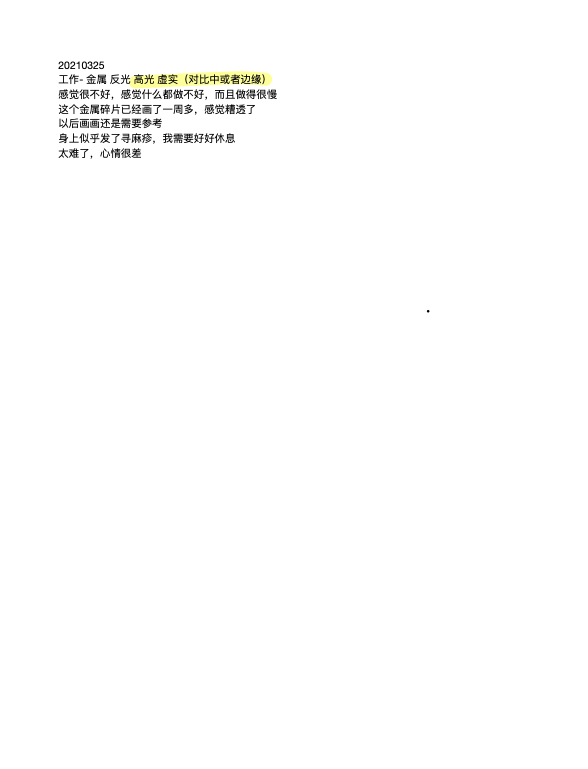 20210325
工作- 金属 反光 高光 虚实（对比中或者边缘）
感觉很不好，感觉什么都做不好，而且做得很慢
这个金属碎片已经画了一周多，感觉糟透了
以后画画还是需要参考
身上似乎发了寻麻疹，我需要好好休息
太难了，心情很差